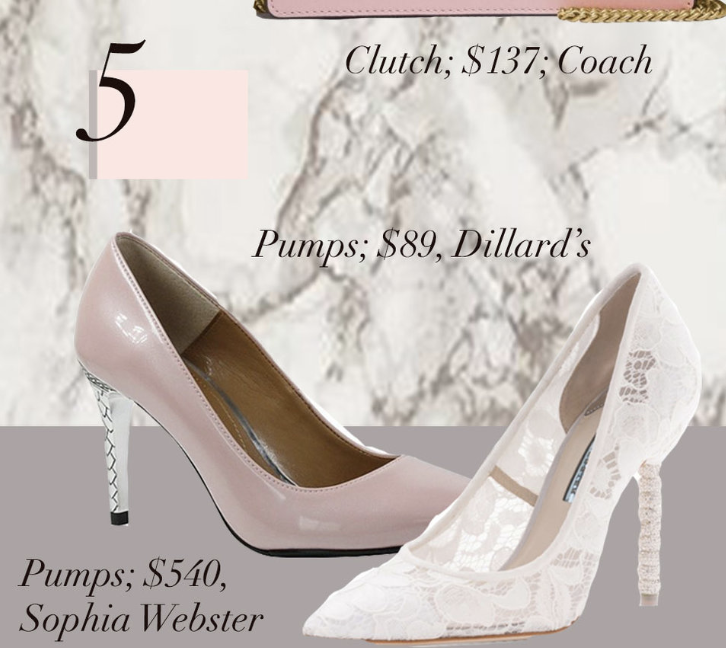 Clutch; $137; Coach
5
Pumps; $89, Dillard's
Pumps; $540,
Sophia Webster